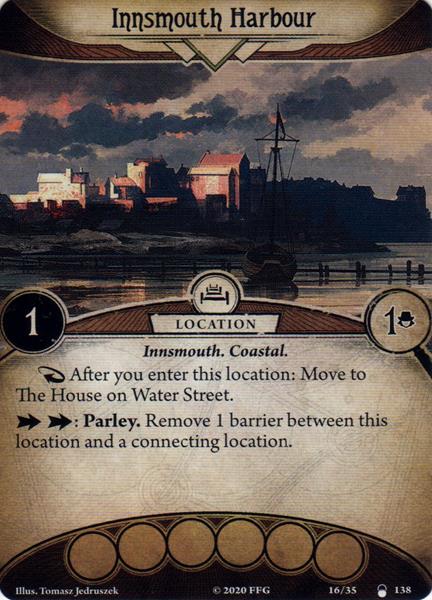 Innsmouth Harbour
1
1
LOCATION
Innsmouth. Coastal.
After you enter this location: Move to
The House on Water Street.
: Parley. Remove 1 barrier between this
location and a connecting location.
Illus. Tomasz Jedruszek © 2020 FFG 16/35 138